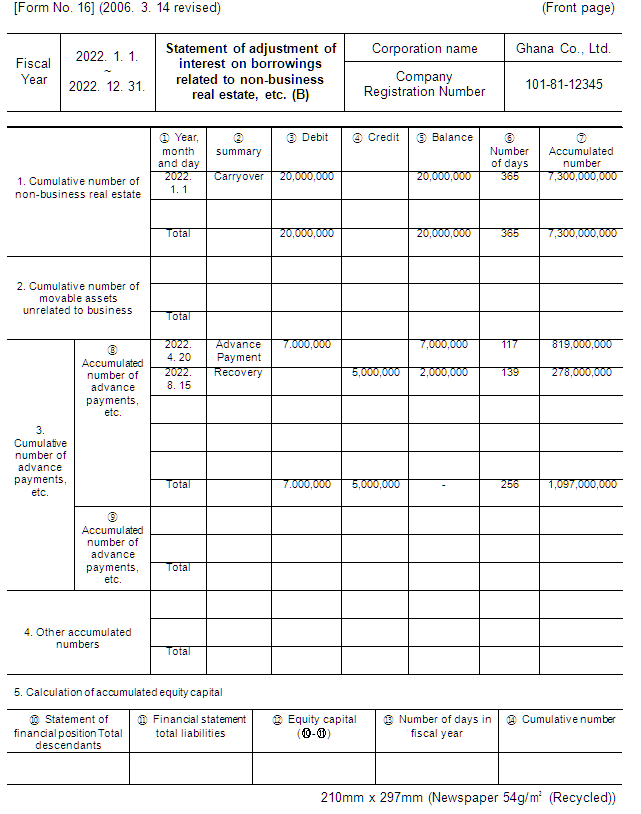 [Form No. 16] (2006. 3. 14 revised) (Front page)
Fiscal
Year
2022. 1. 1.
~
2022. 12. 31.
Statement of adjustment of
interest on borrowings
related to non-business
real estate, etc. (B)
Corporation name
Ghana Co., Ltd.
Company
Registration Number
101-81-12345
① Year,
month
and day
②
summary
③ Debit
④ Credit
⑤ Balance
⑥
Number
of days
⑦
Accumulated
number
1. Cumulative number of
non-business real estate
2022.
1. 1
Carryover 20,000,000 20,000,000 365 7,300,000,000
Total 20,000,000 20,000,000 365 7,300,000,000
2. Cumulative number of
movable assets
unrelated to business
Total
3.
Cumulative
number of
advance
payments,
etc.
⑧
Accumulated
number of
advance
payments,
etc.
2022.
4. 20
Advance
Payment
7.000,000 7,000,000 117 819,000,000
2022.
8. 15
Recovery 5,000,000 2,000,000 139 278,000,000
Total 7.000,000 5,000,000 - 256 1,097,000,000
⑨
Accumulated
number of
advance
payments,
etc.
Total
4. Other accumulated
numbers
Total
5. Calculation of accumulated equity capital
⑩ Statement of
financial position Total
descendants
⑪ Financial statement
total liabilities
⑫ Equity capital
(⑩-⑪)
⑬ Number of days in
fiscal year
⑭ Cumulative number
210mm x 297mm (Newspaper 54g/m² (Recycled))